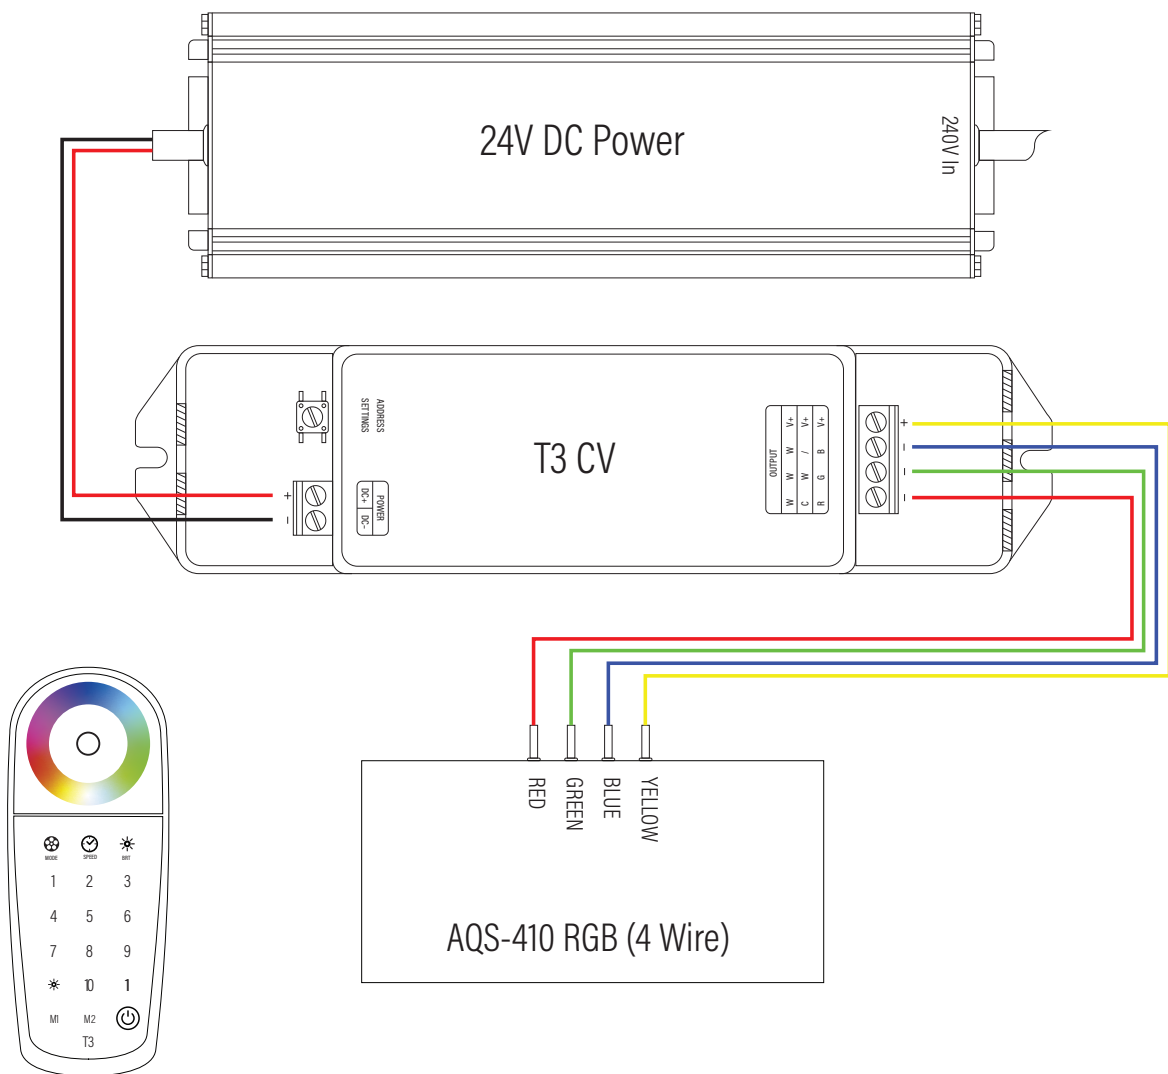 24V DC Power
240V In
ADDRESS
SETTINGS
POWER
DC+ DC-
+
-
T3 CV
V+ B G R
V+ / W C
V+ W W W
OUTPUT
+
-
-
-
RED
GREEN
BLUE
YELLOW
AQS-410 RGB (4 Wire)
MODE SPEED BRT
1 2 3
4 5 6
7 8 9
10 1
M1 M2
T3